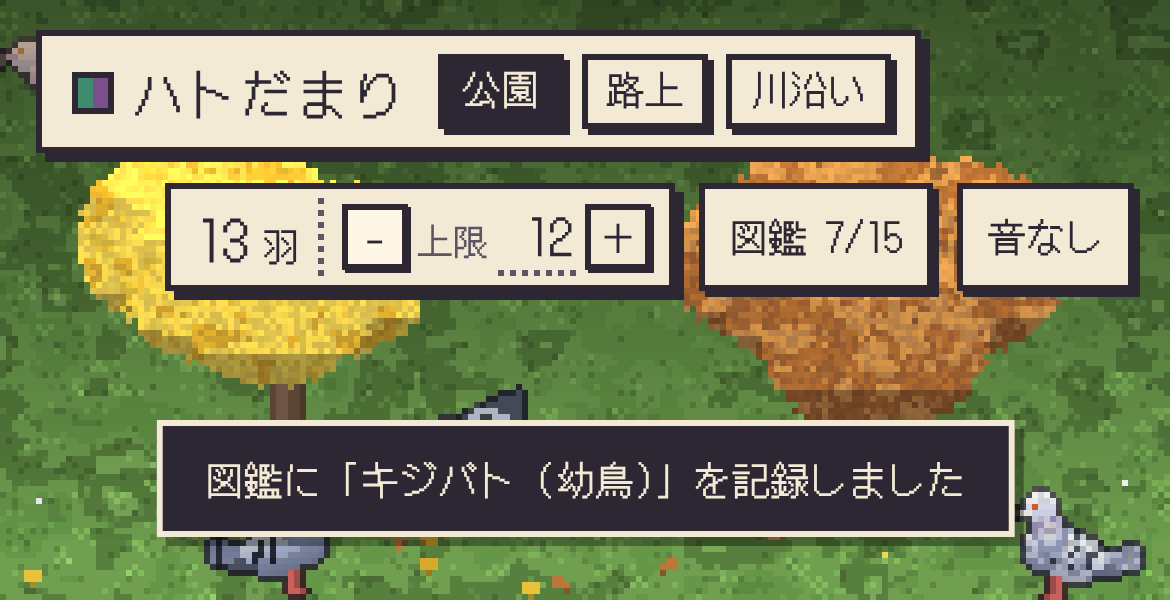 ハトだまり 公園 路上 川沿い
13 羽 - 上限 12 + 図鑑 7/15 音なし
図鑑に「キジバト（幼鳥）」を記録しました